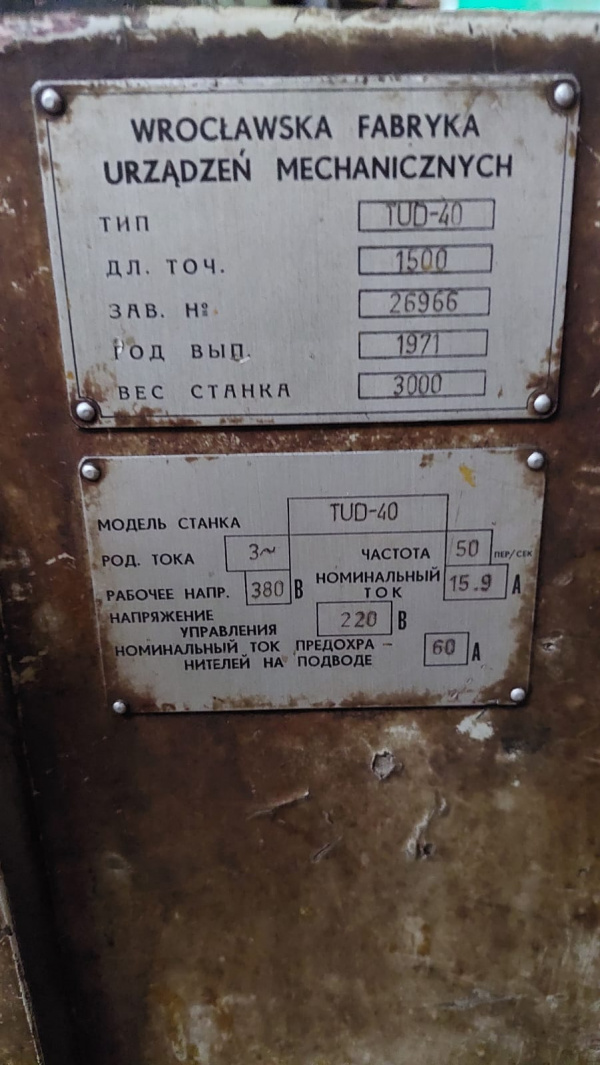 WROCŁAWSKA FABRYKA
URZĄDZEŃ MECHANICZNYCH
ТИП TUD-40
ДЛ. ТОЧ. 1500
ЗАВ. № 26966
ГОД ВЫП. 1971
ВЕС СТАНКА 3000
МОДЕЛЬ СТАНКА TUD-40
РОД. ТОКА 3~ ЧАСТОТА 50 ПЕР/СЕК
РАБОЧЕЕ НАПР. 380 В НОМИНАЛЬНЫЙ ТОК 15.9 А
НАПРЯЖЕНИЕ
УПРАВЛЕНИЯ 220 В
НОМИНАЛЬНЫЙ ТОК ПРЕДОХРА-
НИТЕЛЕЙ НА ПОДВОДЕ 60 А